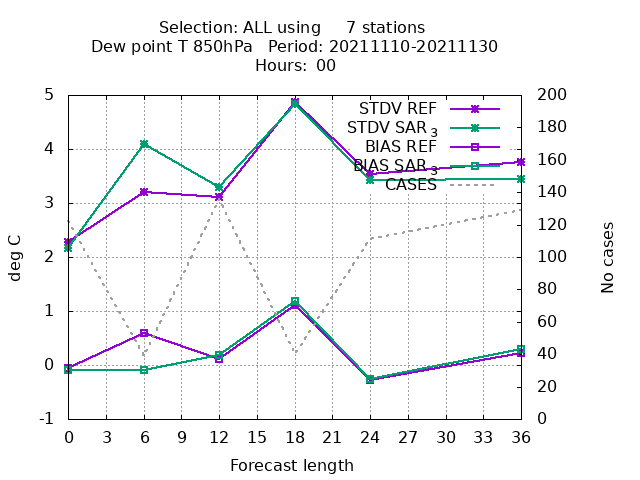 Selection: ALL using     7 stations
Dew point T 850hPa   Period: 20211110-20211130
Hours: 00
5
4
3
2
1
0
-1
200
180
160
140
120
100
80
60
40
20
0
STDV REF
STDV SAR3
BIAS REF
BIAS SAR3
CASES
deg C
No cases
0 3 6 9 12 15 18 21 24 27 30 33 36
Forecast length